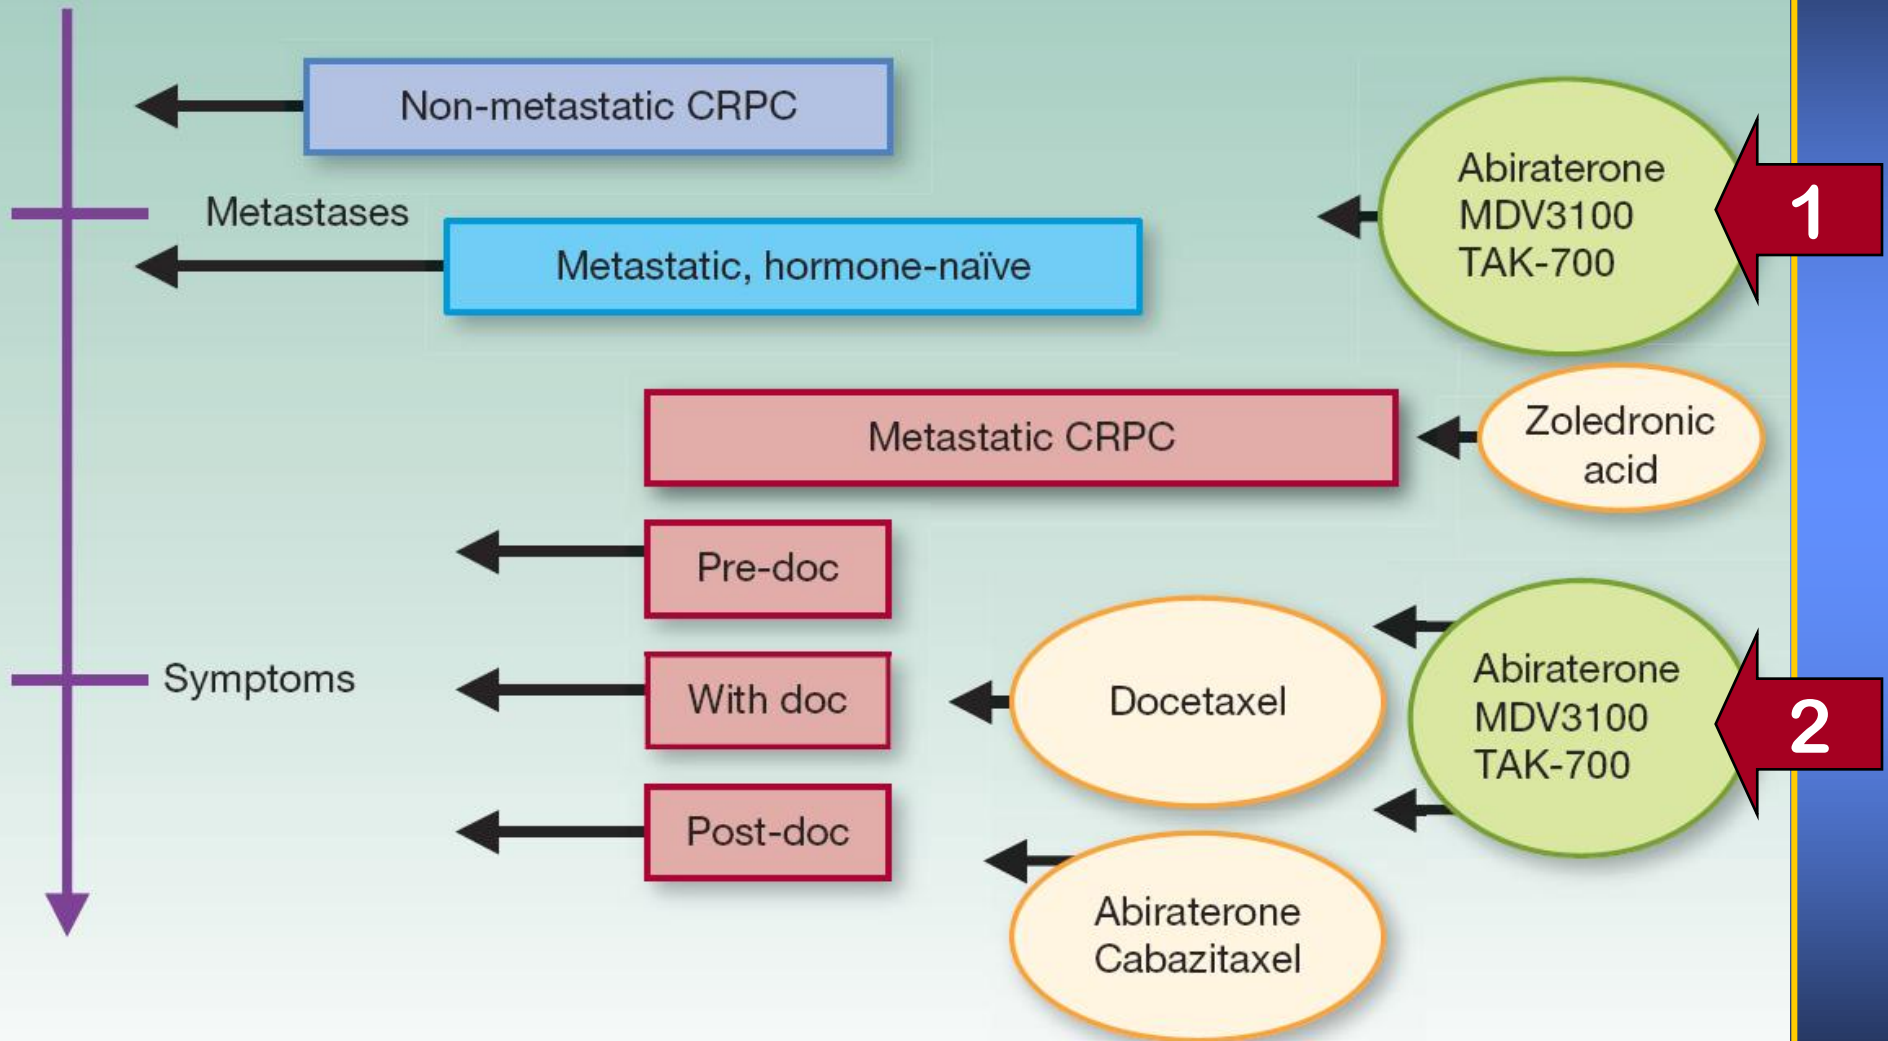 Non-metastatic CRPC
Abiraterone
MDV3100
TAK-700
1
Metastases
Metastatic, hormone-naïve
Metastatic CRPC
Zoledronic
acid
Pre-doc
Symptoms
With doc
Docetaxel
Abiraterone
MDV3100
TAK-700
2
Post-doc
Abiraterone
Cabazitaxel